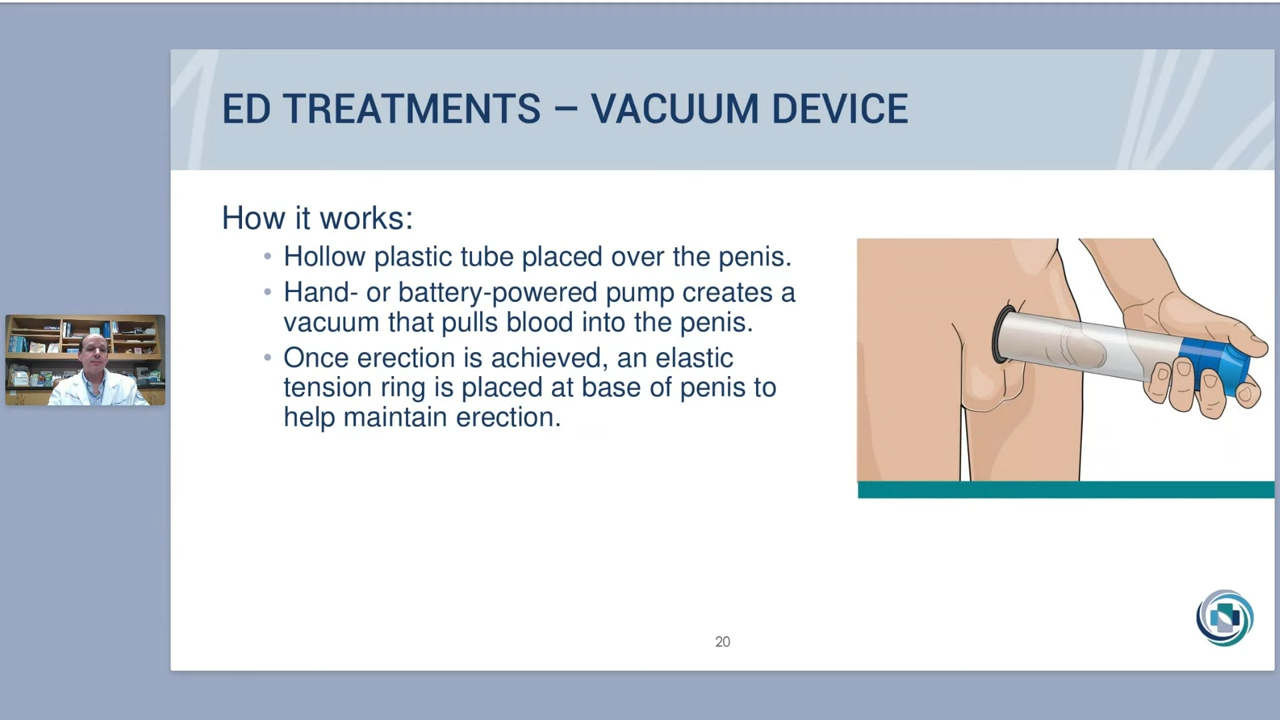 ED TREATMENTS – VACUUM DEVICE
How it works:
• Hollow plastic tube placed over the penis.
• Hand- or battery-powered pump creates a
vacuum that pulls blood into the penis.
• Once erection is achieved, an elastic
tension ring is placed at base of penis to
help maintain erection.
20